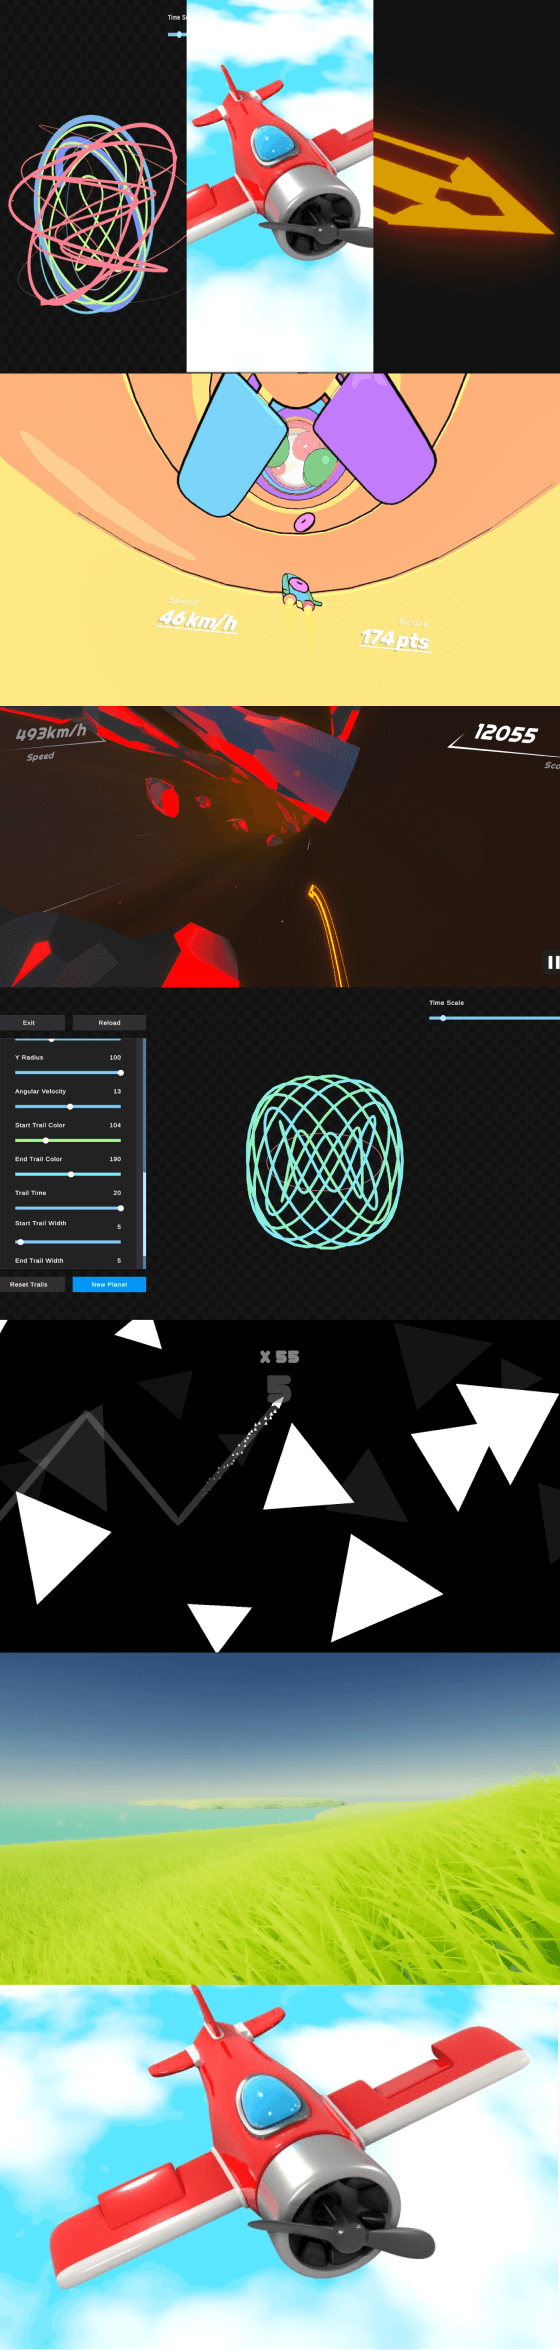 Time Sc
Speed
46km/h
Score
174pts
493km/h
Speed
12055
Sco
Time Scale
Exit
Reload
Y Radius
100
Angular Velocity
13
Start Trail Color
104
End Trail Color
190
Trail Time
20
Start Trail Width
5
End Trail Width
5
Reset Trails
New Planet
X 55
5